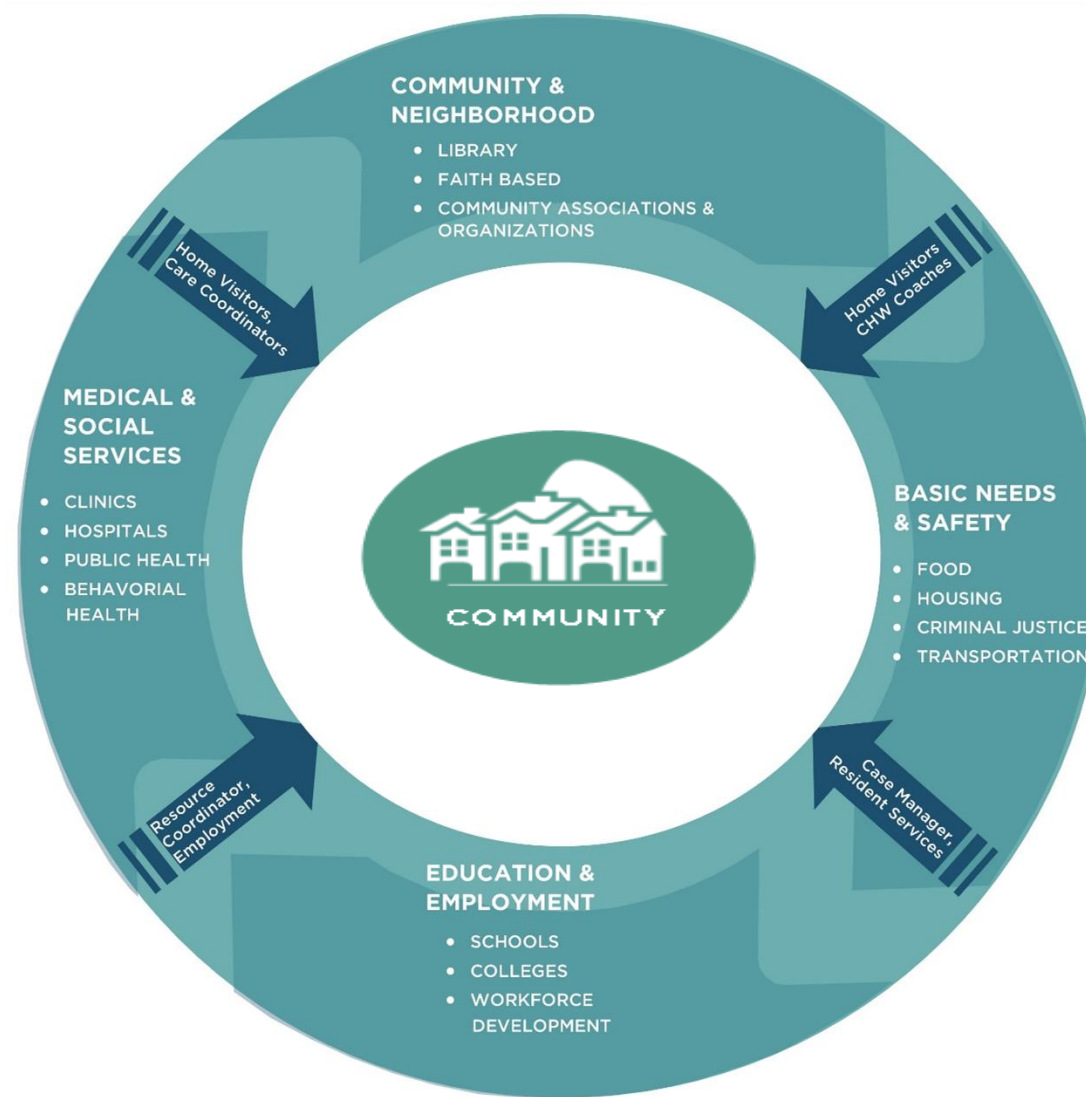 COMMUNITY &
NEIGHBORHOOD
• LIBRARY
• FAITH BASED
• COMMUNITY ASSOCIATIONS &
ORGANIZATIONS
Home Visitors,
Care Coordinators
Home Visitors
CHW Coaches
MEDICAL &
SOCIAL
SERVICES
• CLINICS
• HOSPITALS
• PUBLIC HEALTH
• BEHAVORIAL
HEALTH
COMMUNITY
BASIC NEEDS
& SAFETY
• FOOD
• HOUSING
• CRIMINAL JUSTICE
• TRANSPORTATION
Resource
Coordinator,
Employment
Case Manager,
Resident Services
EDUCATION &
EMPLOYMENT
• SCHOOLS
• COLLEGES
• WORKFORCE
DEVELOPMENT